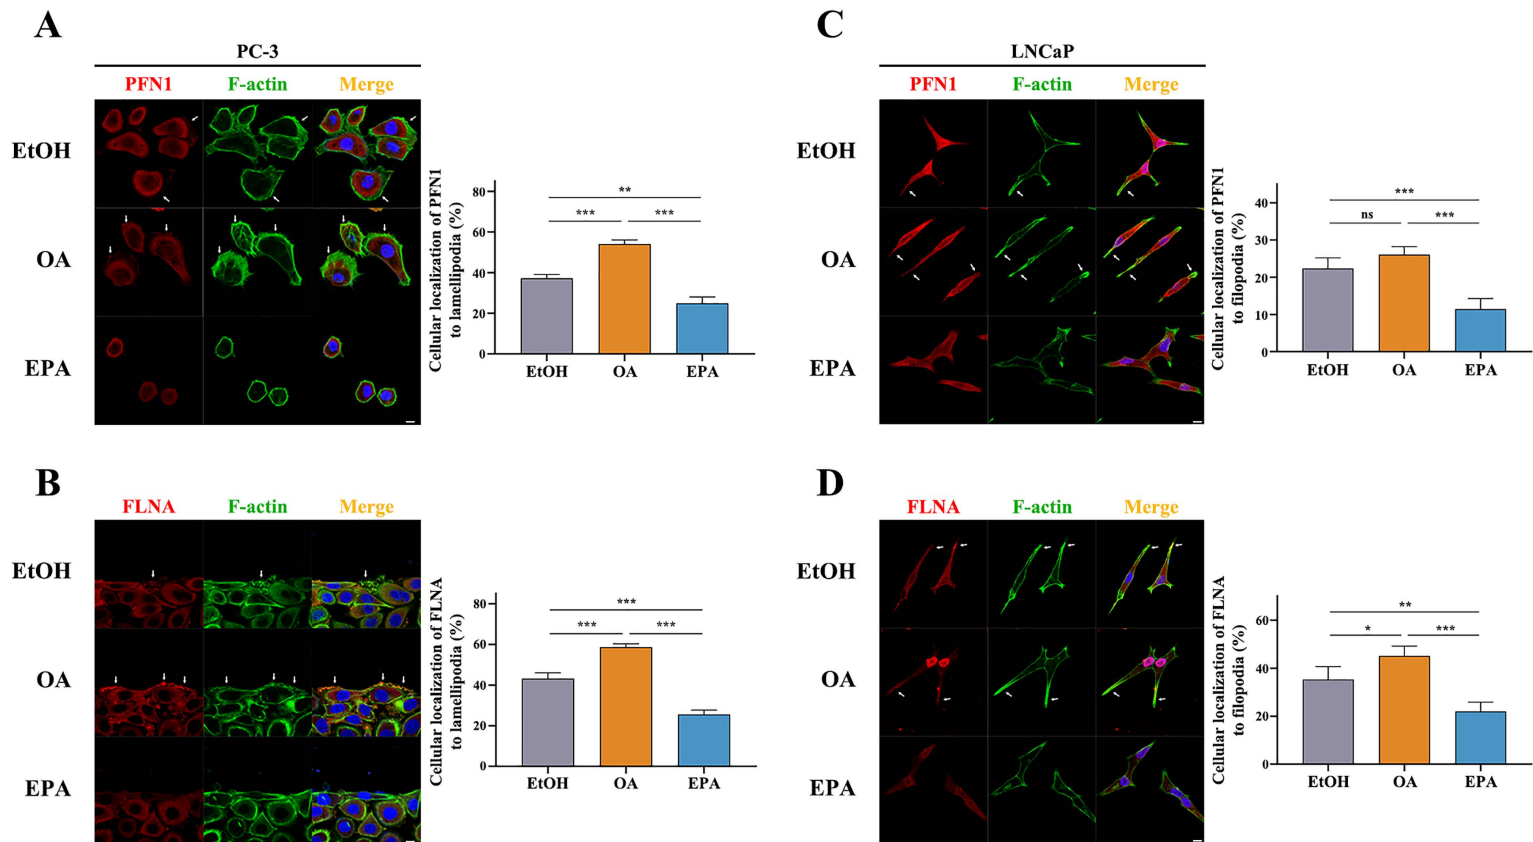 A
PC-3
PFN1 F-actin Merge
EtOH
OA
EPA
Cellular localization of PFN1
to lamellipodia (%)
80
60
40
20
0
**
*** ***
EtOH OA EPA
C
LNCaP
PFN1 F-actin Merge
EtOH
OA
EPA
Cellular localization of PFN1
to filopodia (%)
40
30
20
10
0
***
ns ***
EtOH OA EPA
B
FLNA F-actin Merge
EtOH
OA
EPA
Cellular localization of FLNA
to lamellipodia (%)
80
60
40
20
0
***
*** ***
EtOH OA EPA
D
FLNA F-actin Merge
EtOH
OA
EPA
Cellular localization of FLNA
to filopodia (%)
60
40
20
0
**
* ***
EtOH OA EPA